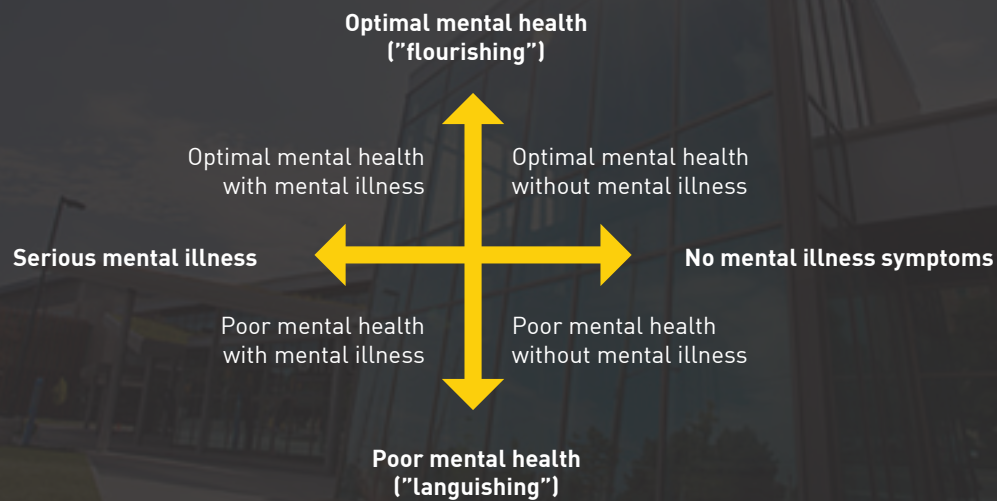 Optimal mental health
(”flourishing”)
Optimal mental health
with mental illness
Optimal mental health
without mental illness
Serious mental illness
No mental illness symptoms
Poor mental health
with mental illness
Poor mental health
without mental illness
Poor mental health
(”languishing”)